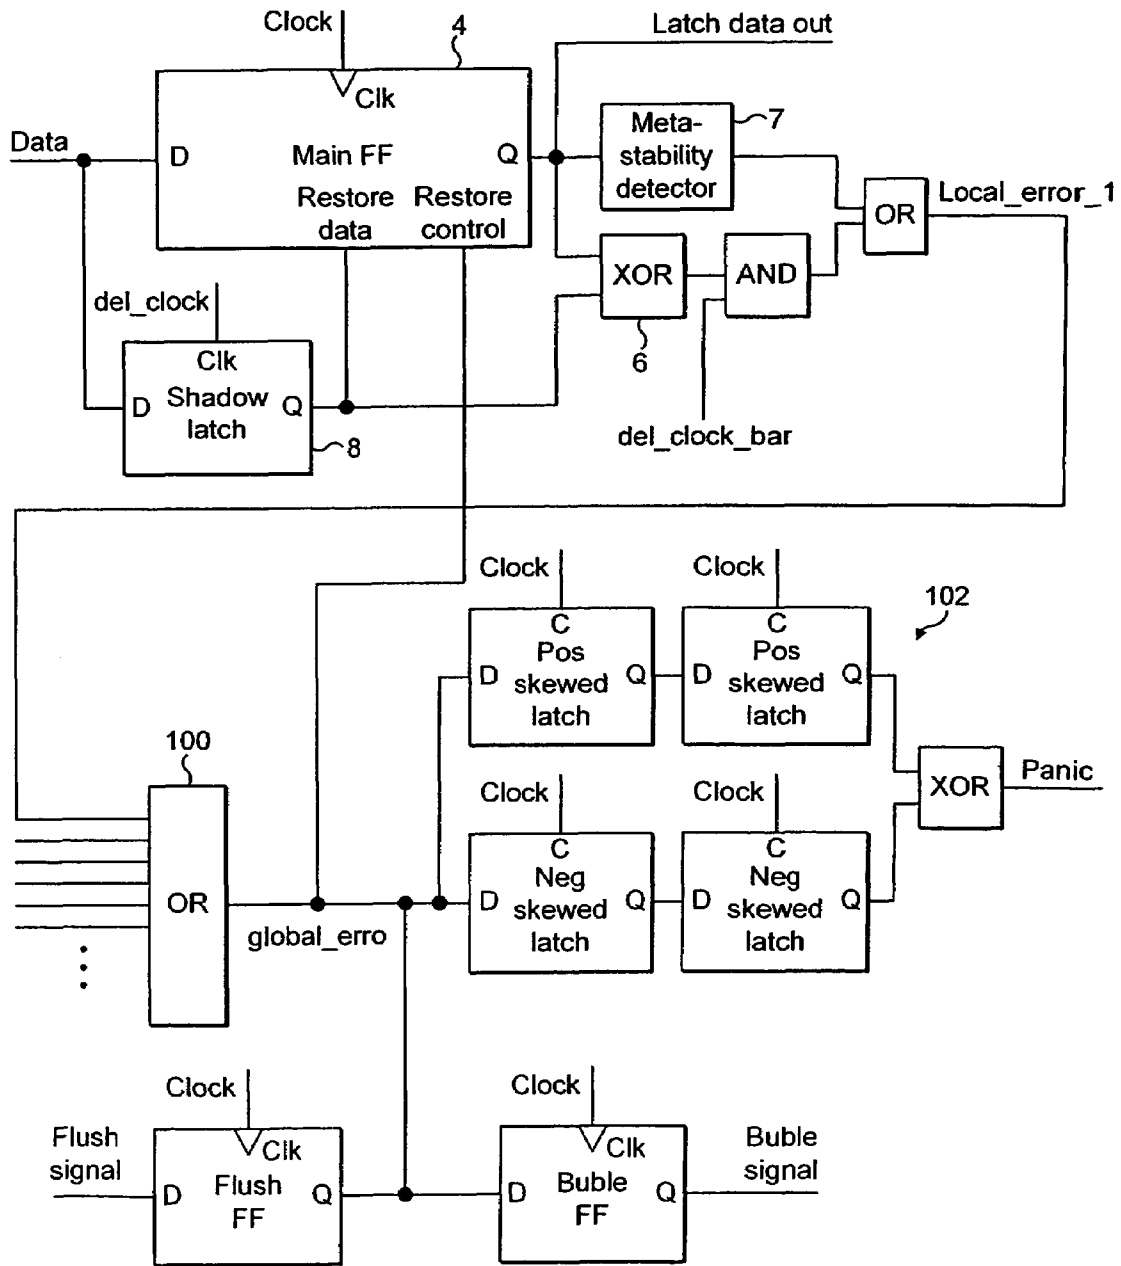 Clock
4
Latch data out
Clk
Data
D
Main FF
Q
Restore
data
Restore
control
Meta-
stability
detector
7
OR
Local_error_1
XOR
6
AND
del_clock
Clk
D
Shadow
latch
Q
8
del_clock_bar
Clock
C
D
Pos
skewed
latch
Q
Clock
C
D
Pos
skewed
latch
Q
102
100
OR
global_erro
Clock
C
D
Neg
skewed
latch
Q
Clock
C
D
Neg
skewed
latch
Q
XOR
Panic
Clock
Flush
signal
Clk
D
Flush
FF
Q
Clock
Clk
D
Buble
FF
Q
Buble
signal